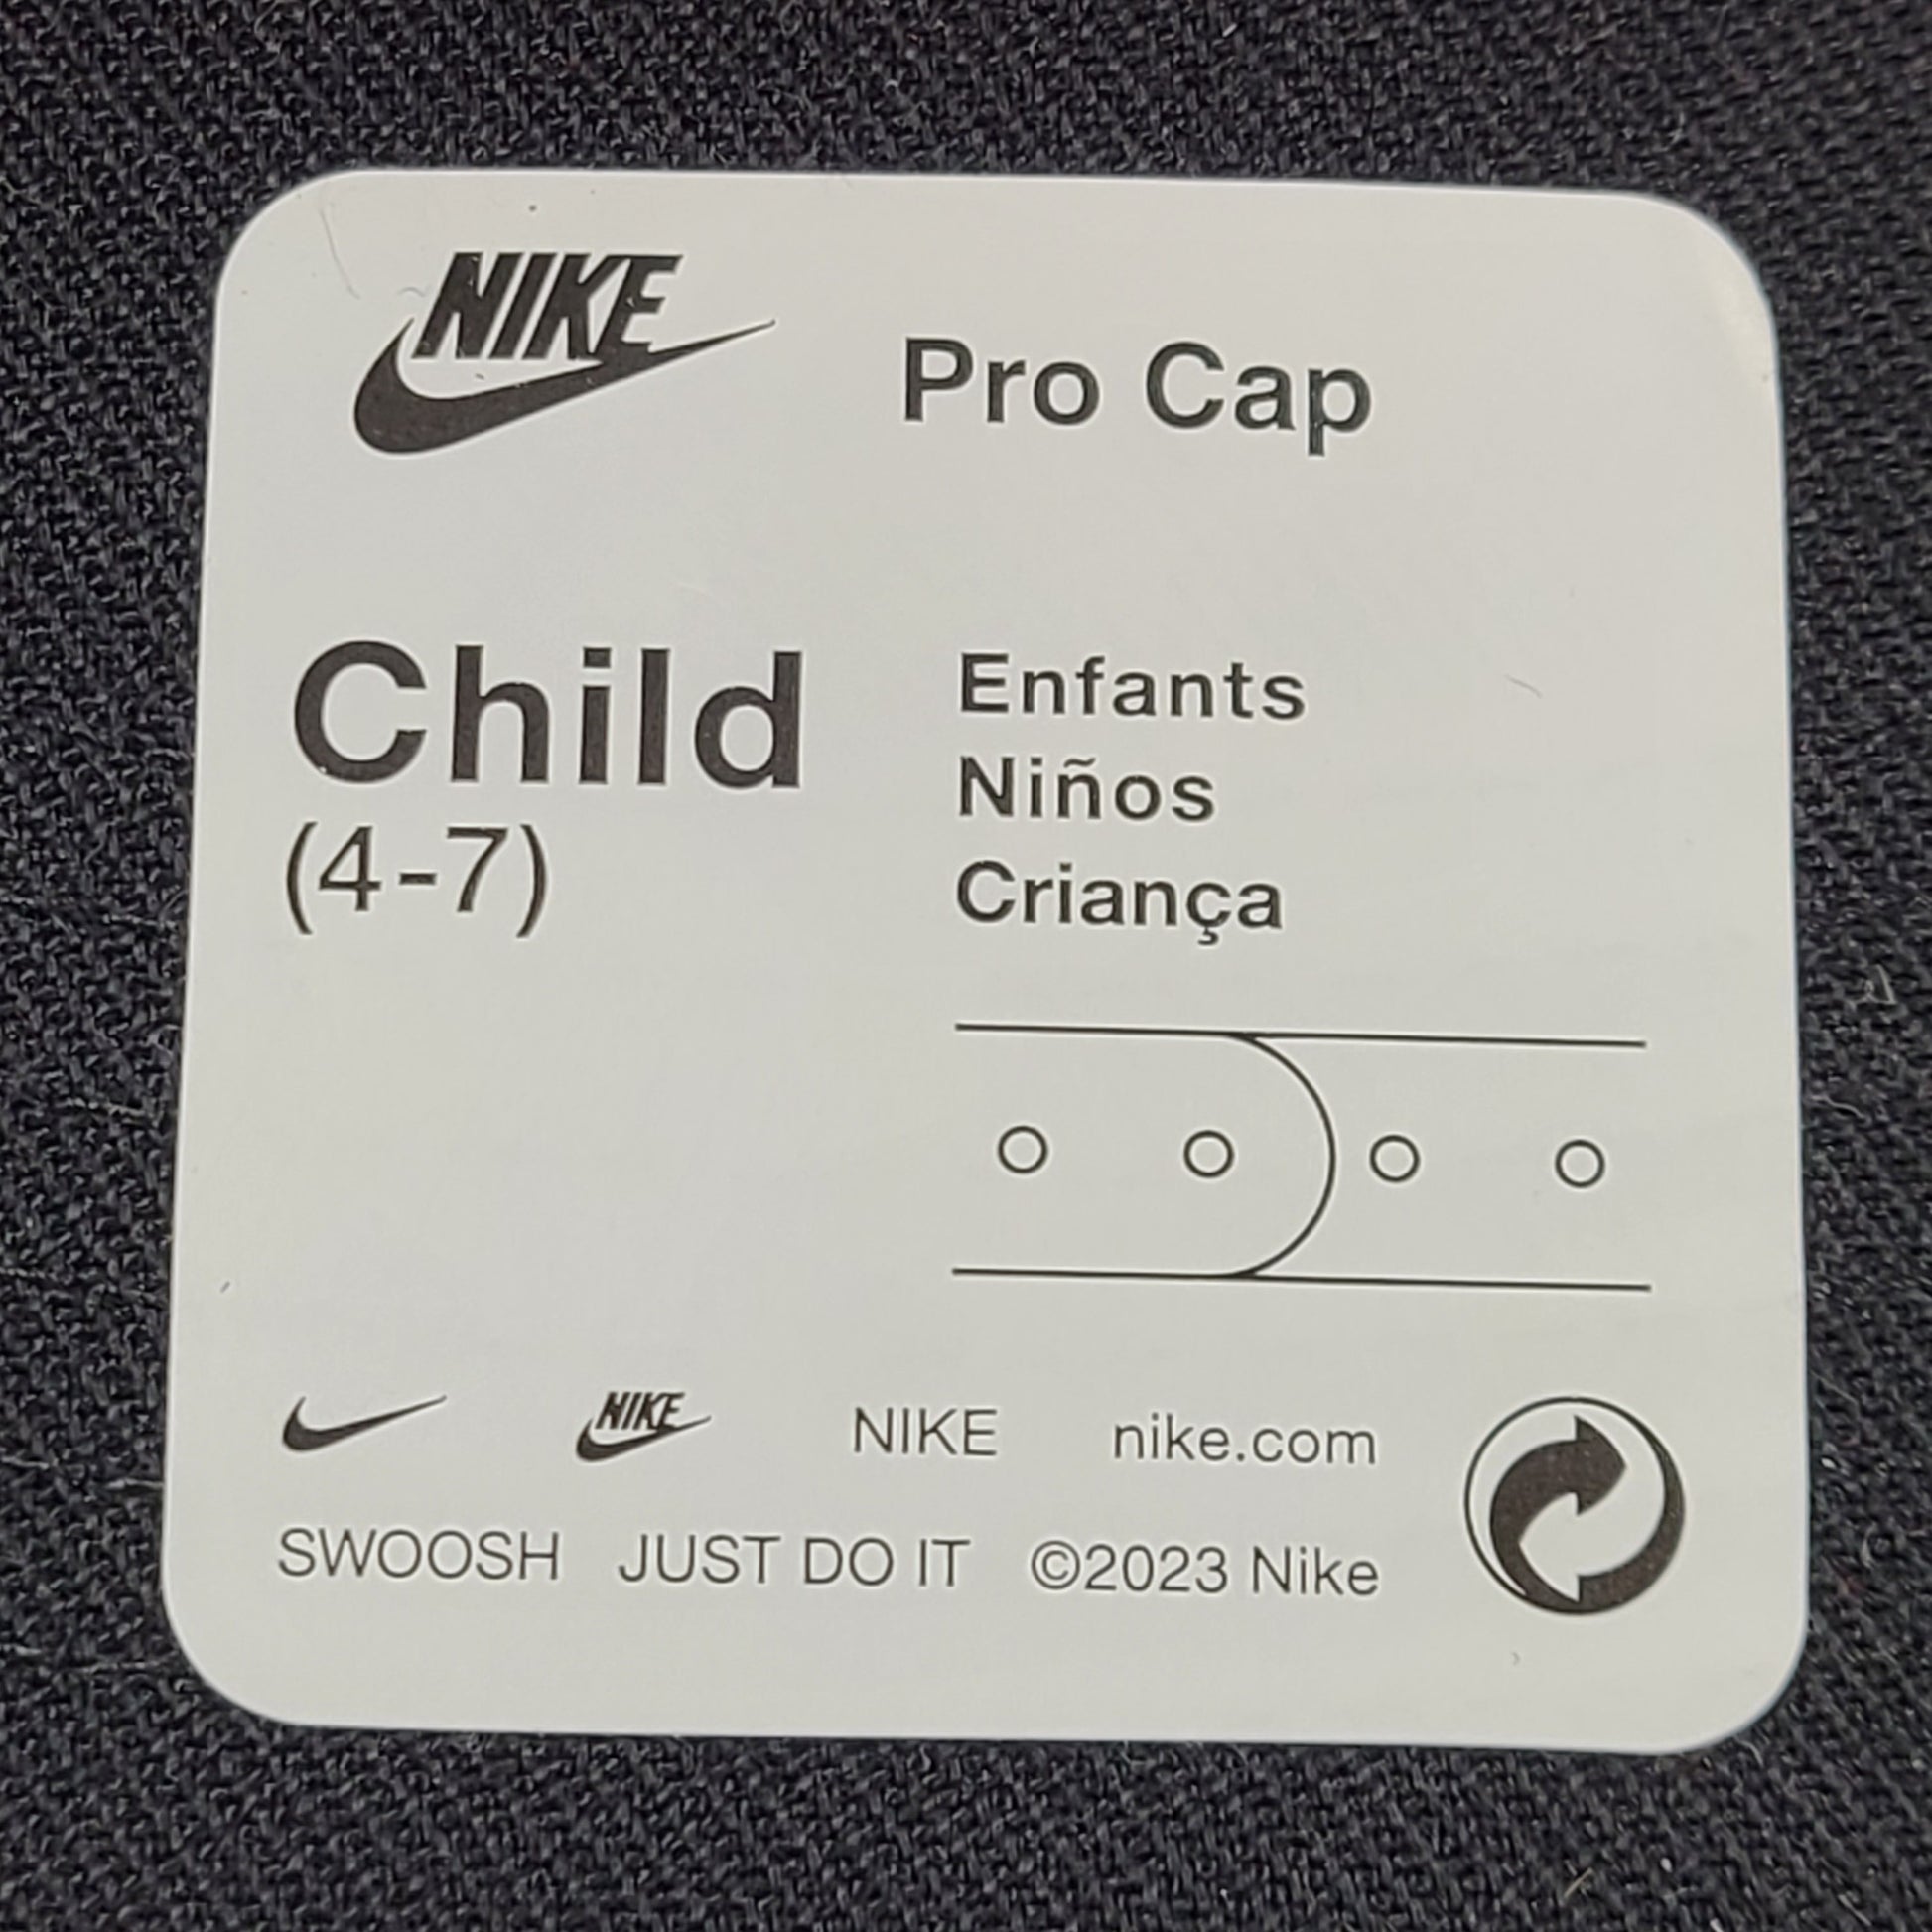 NIKE
Pro Cap
Child
(4-7)
Enfants
Niños
Criança
NIKE NIKE nike.com
SWOOSH JUST DO IT ©2023 Nike